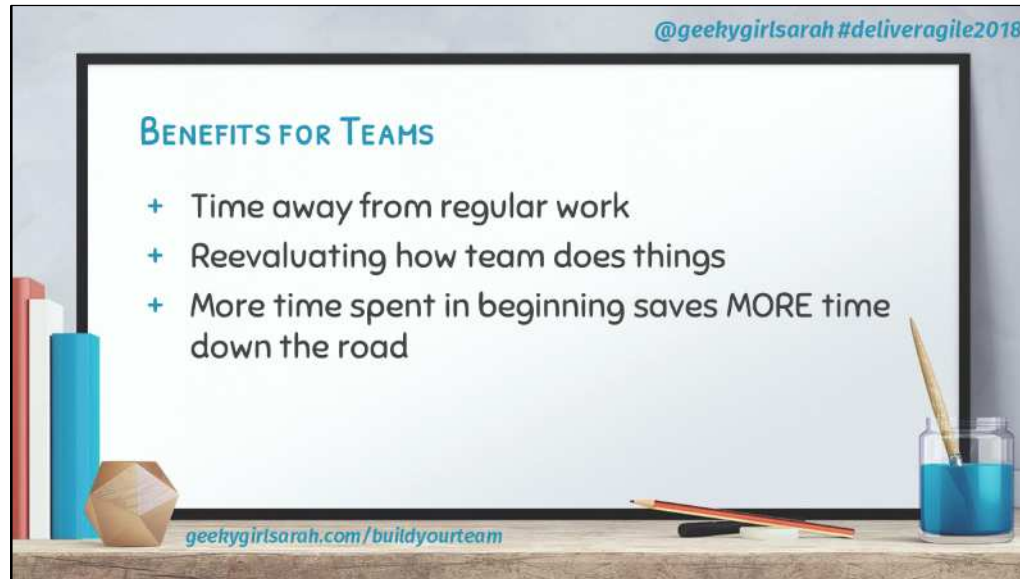 @geekygirlsarah #deliveragile2018
Benefits for Teams
+ Time away from regular work
+ Reevaluating how team does things
+ More time spent in beginning saves MORE time
down the road
geekygirlsarah.com/buildyourteam